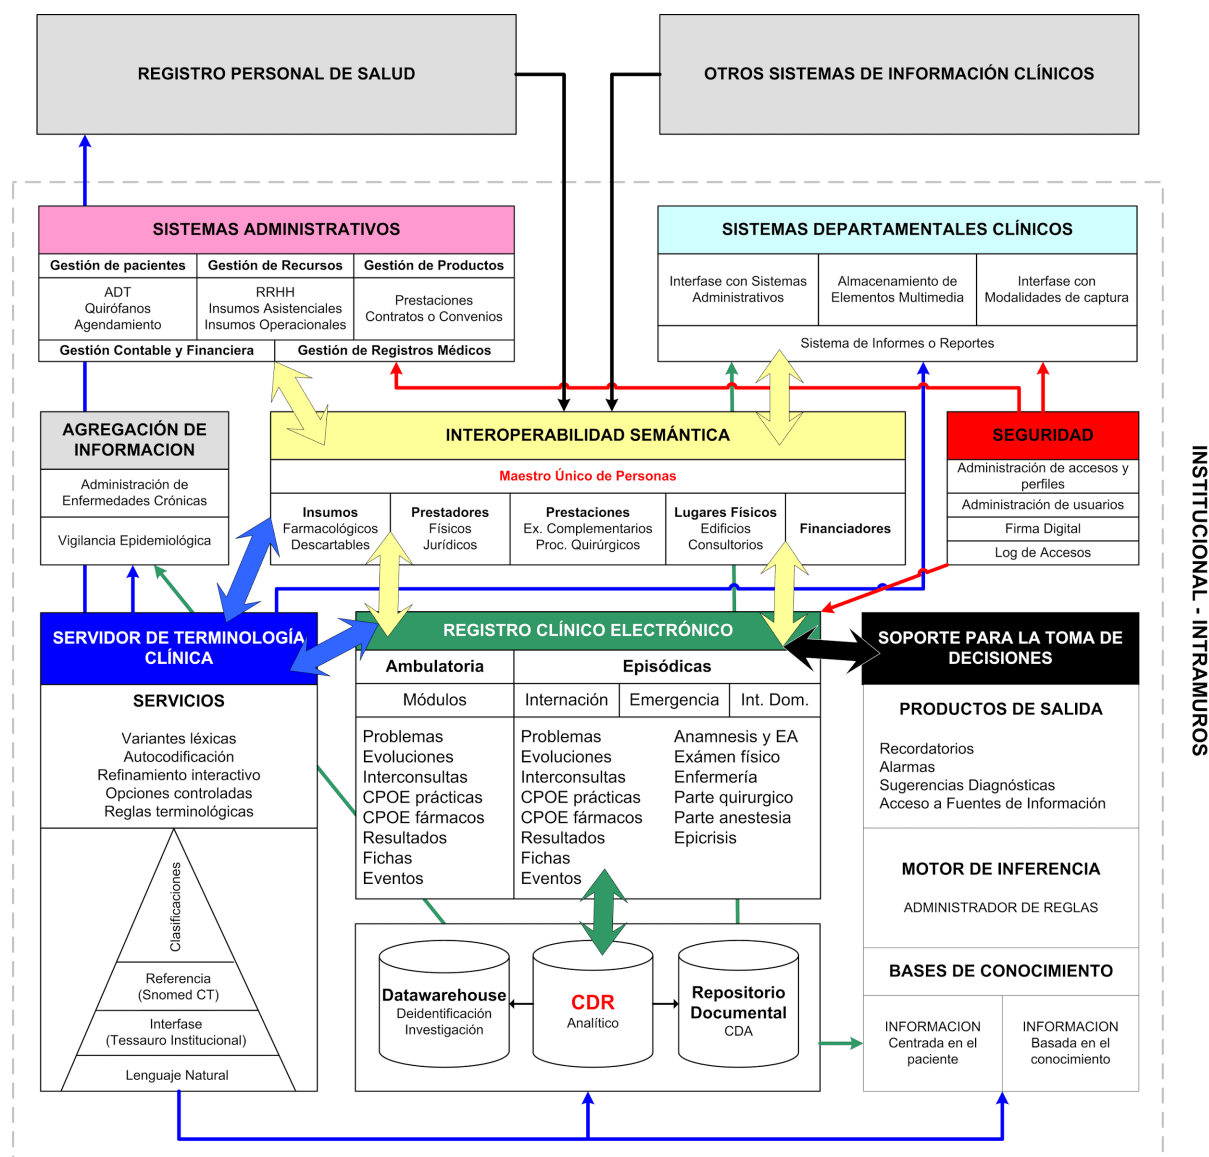 REGISTRO PERSONAL DE SALUD
OTROS SISTEMAS DE INFORMACIÓN CLÍNICOS
SISTEMAS ADMINISTRATIVOS
Gestión de pacientes
Gestión de Recursos
Gestión de Productos
ADT
Quirófanos
Agendamiento
RRHH
Insumos Asistenciales
Insumos Operacionales
Prestaciones
Contratos o Convenios
Gestión Contable y Financiera
Gestión de Registros Médicos
SISTEMAS DEPARTAMENTALES CLÍNICOS
Interfase con Sistemas
Administrativos
Almacenamiento de
Elementos Multimedia
Interfase con
Modalidades de captura
Sistema de Informes o Reportes
AGREGACIÓN DE
INFORMACION
Administración de
Enfermedades Crónicas
Vigilancia Epidemiológica
INTEROPERABILIDAD SEMÁNTICA
Maestro Único de Personas
Insumos
Farmacológicos
Descartables
Prestadores
Físicos
Jurídicos
Prestaciones
Ex. Complementarios
Proc. Quirúrgicos
Lugares Físicos
Edificios
Consultorios
Financiadores
SEGURIDAD
Administración de accesos y
perfiles
Administración de usuarios
Firma Digital
Log de Accesos
INSTITUCIONAL - INTRAMUROS
SERVIDOR DE TERMINOLOGÍA
CLÍNICA
SERVICIOS
Variantes léxicas
Autocodificación
Refinamiento interactivo
Opciones controladas
Reglas terminológicas
Clasificaciones
Referencia
(Snomed CT)
Interfase
(Tessauro Institucional)
Lenguaje Natural
REGISTRO CLÍNICO ELECTRÓNICO
Ambulatoria
Episódicas
Módulos
Internación
Emergencia
Int. Dom.
Problemas
Evoluciones
Interconsultas
CPOE prácticas
CPOE fármacos
Resultados
Fichas
Eventos
Problemas
Evoluciones
Interconsultas
CPOE prácticas
CPOE fármacos
Resultados
Fichas
Eventos
Anamnesis y EA
Exámen físico
Enfermería
Parte quirurgico
Parte anestesia
Epicrisis
Datawarehouse
Deidentificación
Investigación
CDR
Analítico
Repositorio
Documental
CDA
SOPORTE PARA LA TOMA DE
DECISIONES
PRODUCTOS DE SALIDA
Recordatorios
Alarmas
Sugerencias Diagnósticas
Acceso a Fuentes de Información
MOTOR DE INFERENCIA
ADMINISTRADOR DE REGLAS
BASES DE CONOCIMIENTO
INFORMACION
Centrada en el
paciente
INFORMACION
Basada en el
conocimiento